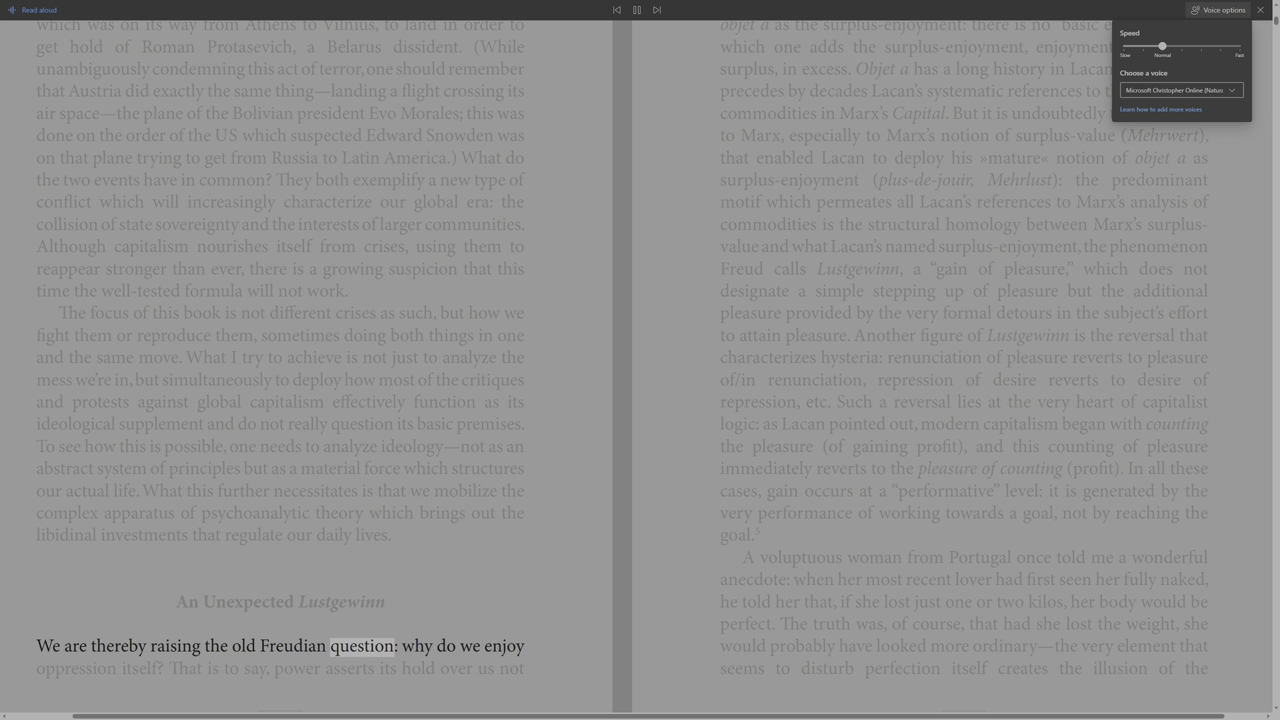 Read aloud
Voice options
Speed
Slow
Normal
Fast
Choose a voice
Microsoft Christopher Online (Natur
Learn how to add more voices
which was on its way from Athens to Vilnius, to land in order to
get hold of Roman Protasevich, a Belarus dissident. (While
unambiguously condemning this act of terror, one should remember
that Austria did exactly the same thing—landing a flight crossing its
air space—the plane of the Bolivian president Evo Morales; this was
done on the order of the US which suspected Edward Snowden was
on that plane trying to get from Russia to Latin America.) What do
the two events have in common? They both exemplify a new type of
conflict which will increasingly characterize our global era: the
collision of state sovereignty and the interests of larger communities.
Although capitalism nourishes itself from crises, using them to
reappear stronger than ever, there is a growing suspicion that this
time the well-tested formula will not work.
The focus of this book is not different crises as such, but how we
fight them or reproduce them, sometimes doing both things in one
and the same move. What I try to achieve is not just to analyze the
mess we're in, but simultaneously to deploy how most of the critiques
and protests against global capitalism effectively function as its
ideological supplement and do not really question its basic premises.
To see how this is possible, one needs to analyze ideology—not as an
abstract system of principles but as a material force which structures
our actual life. What this further necessitates is that we mobilize the
complex apparatus of psychoanalytic theory which brings out the
libidinal investments that regulate our daily lives.
An Unexpected Lustgewinn
We are thereby raising the old Freudian question: why do we enjoy
oppression itself? That is to say, power asserts its hold over us not
objet a as the surplus-enjoyment: there is no "basic e
which one adds the surplus-enjoyment, enjoyment
surplus, in excess. Objet a has a long history in Lacan
precedes by decades Lacan's systematic references to t
commodities in Marx's Capital. But it is undoubtedly
to Marx, especially to Marx's notion of surplus-value (Mehrwert),
that enabled Lacan to deploy his »mature« notion of objet a as
surplus-enjoyment (plus-de-jouir, Mehrlust): the predominant
motif which permeates all Lacan's references to Marx's analysis of
commodities is the structural homology between Marx's surplus-
value and what Lacan's named surplus-enjoyment, the phenomenon
Freud calls Lustgewinn, a "gain of pleasure," which does not
designate a simple stepping up of pleasure but the additional
pleasure provided by the very formal detours in the subject's effort
to attain pleasure. Another figure of Lustgewinn is the reversal that
characterizes hysteria: renunciation of pleasure reverts to pleasure
of/in renunciation, repression of desire reverts to desire of
repression, etc. Such a reversal lies at the very heart of capitalist
logic: as Lacan pointed out, modern capitalism began with counting
the pleasure (of gaining profit), and this counting of pleasure
immediately reverts to the pleasure of counting (profit). In all these
cases, gain occurs at a "performative" level: it is generated by the
very performance of working towards a goal, not by reaching the
goal.⁵
A voluptuous woman from Portugal once told me a wonderful
anecdote: when her most recent lover had first seen her fully naked,
he told her that, if she lost just one or two kilos, her body would be
perfect. The truth was, of course, that had she lost the weight, she
would probably have looked more ordinary—the very element that
seems to disturb perfection itself creates the illusion of the